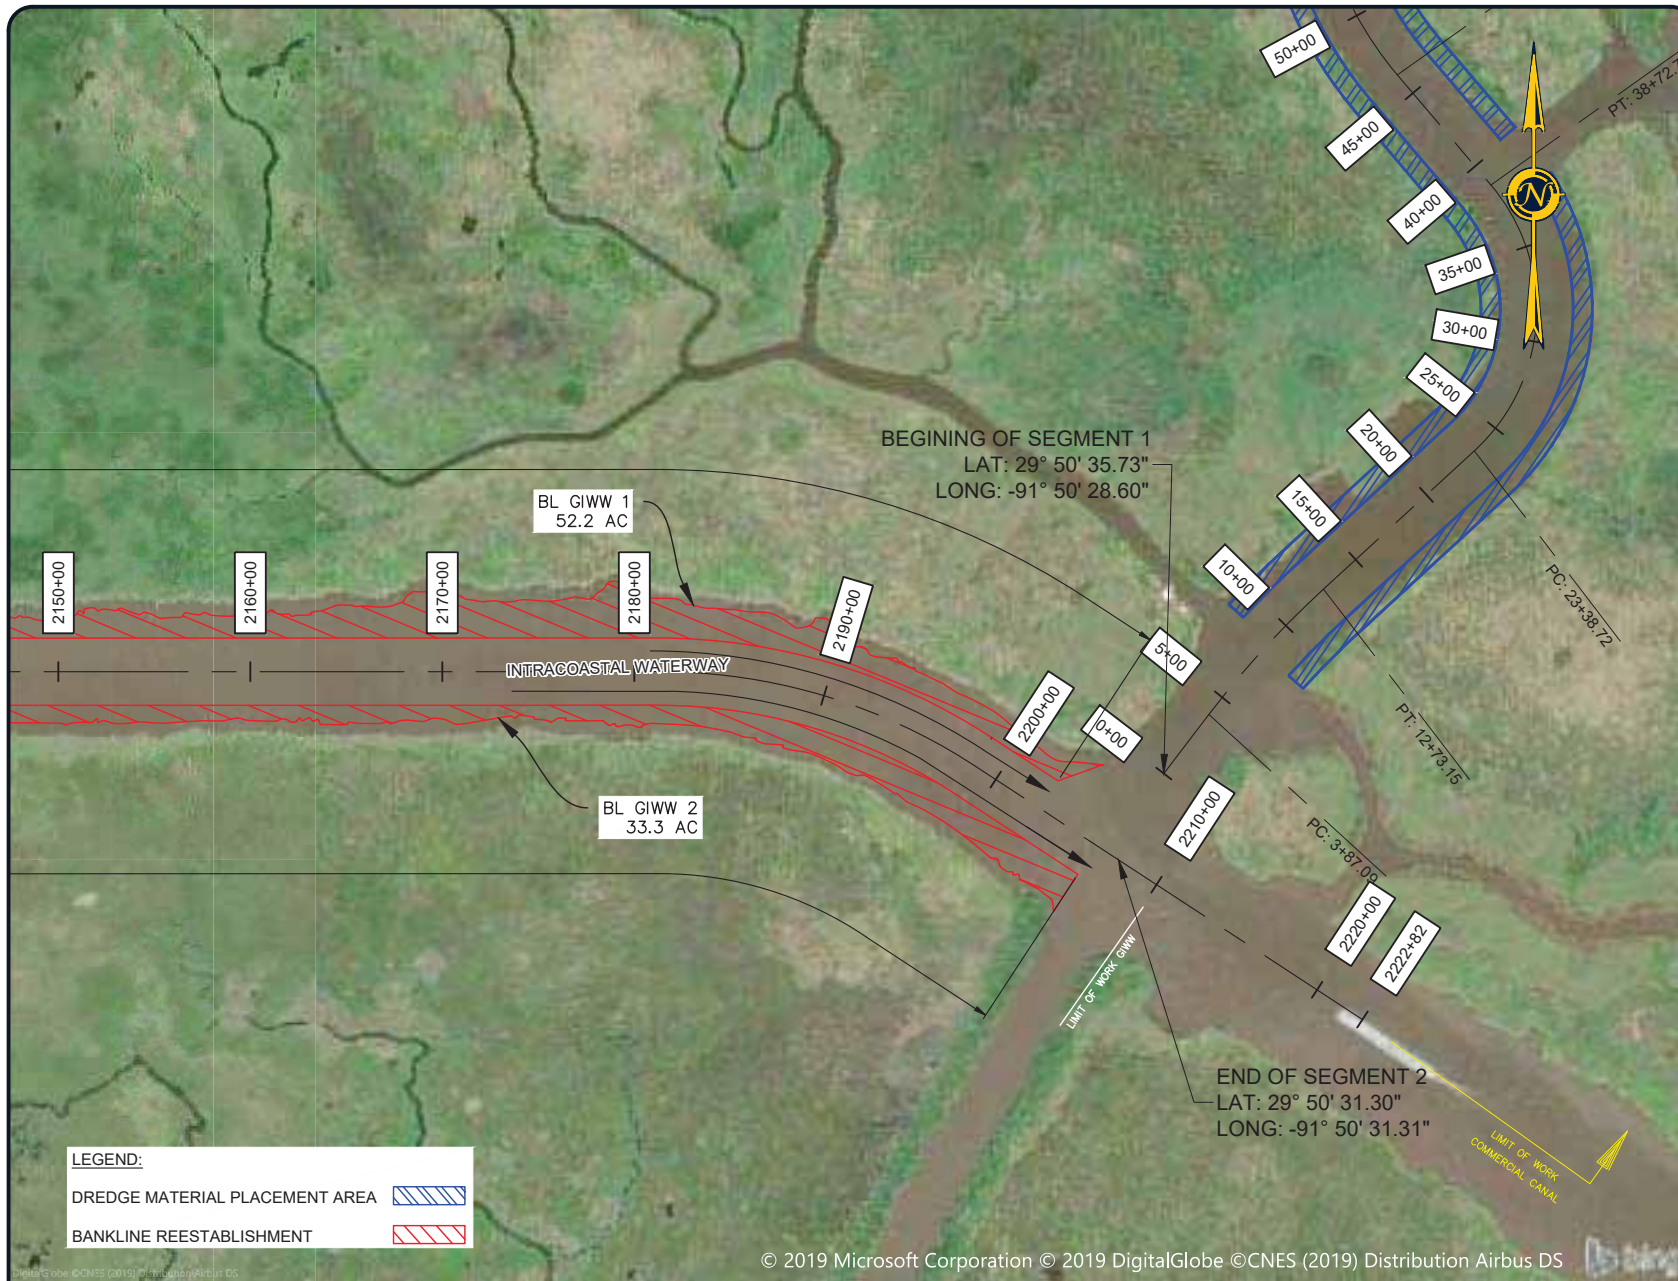 50+00
PT: 38+72.
45+00
N
40+00
35+00
30+00
25+00
20+00
BEGINING OF SEGMENT 1
LAT: 29° 50' 35.73"
LONG: -91° 50' 28.60"
15+00
BL GIWW 1
52.2 AC
10+00
PC: 23+38.72
2150+00
2160+00
2170+00
2180+00
2190+00
5+00
INTRACOASTAL WATERWAY
2200+00
0+00
PT: 12+73.15
BL GIWW 2
33.3 AC
2210+00
PC: 3+87.09
2220+00
2222+82
LIMIT OF WORK GIWW
END OF SEGMENT 2
LAT: 29° 50' 31.30"
LONG: -91° 50' 31.31"
LIMIT OF WORK
COMMERCIAL CANAL
LEGEND:
DREDGE MATERIAL PLACEMENT AREA
BANKLINE REESTABLISHMENT
© 2019 Microsoft Corporation © 2019 DigitalGlobe ©CNES (2019) Distribution Airbus DS
DigitalGlobe ©CNES (2019) Distribution Airbus DS